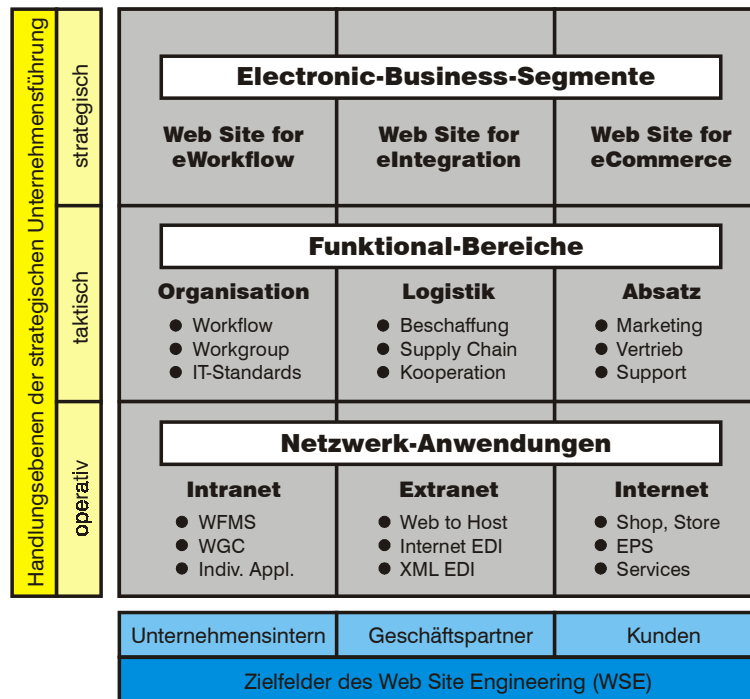 Handlungsebenen der strategischen Unternehmensführung
strategisch
Electronic-Business-Segmente
Web Site for
eWorkflow
Web Site for
eIntegration
Web Site for
eCommerce
taktisch
Funktional-Bereiche
Organisation
● Workflow
● Workgroup
● IT-Standards
Logistik
● Beschaffung
● Supply Chain
● Kooperation
Absatz
● Marketing
● Vertrieb
● Support
operativ
Netzwerk-Anwendungen
Intranet
● WFMS
● WGC
● Indiv. Appl.
Extranet
● Web to Host
● Internet EDI
● XML EDI
Internet
● Shop, Store
● EPS
● Services
Unternehmensintern
Geschäftspartner
Kunden
Zielfelder des Web Site Engineering (WSE)